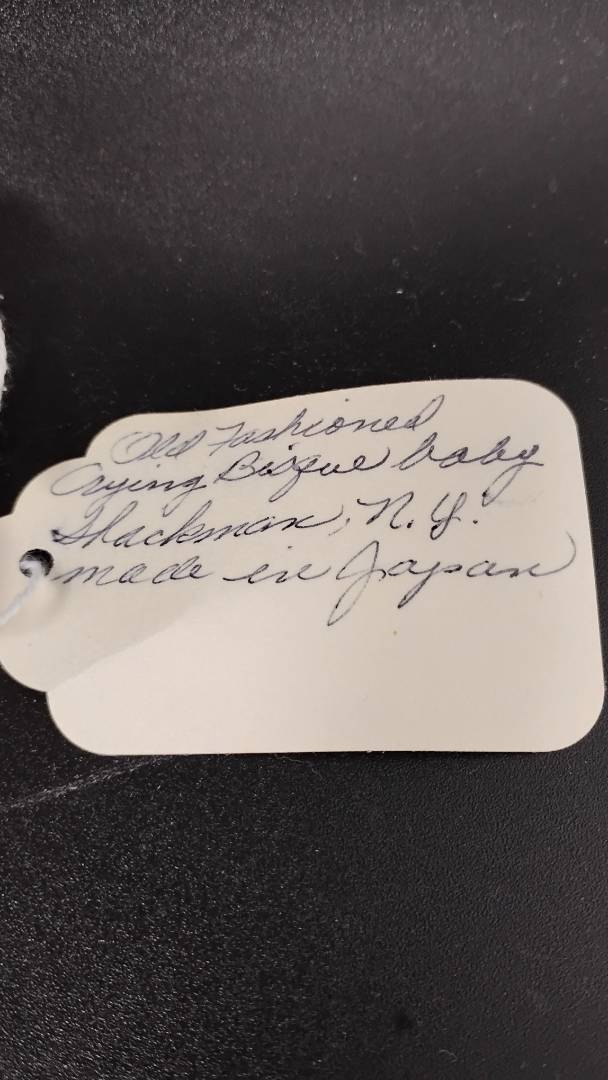 Old Fashioned
Crying Bisque baby
Shackman, N.Y.
made in Japan